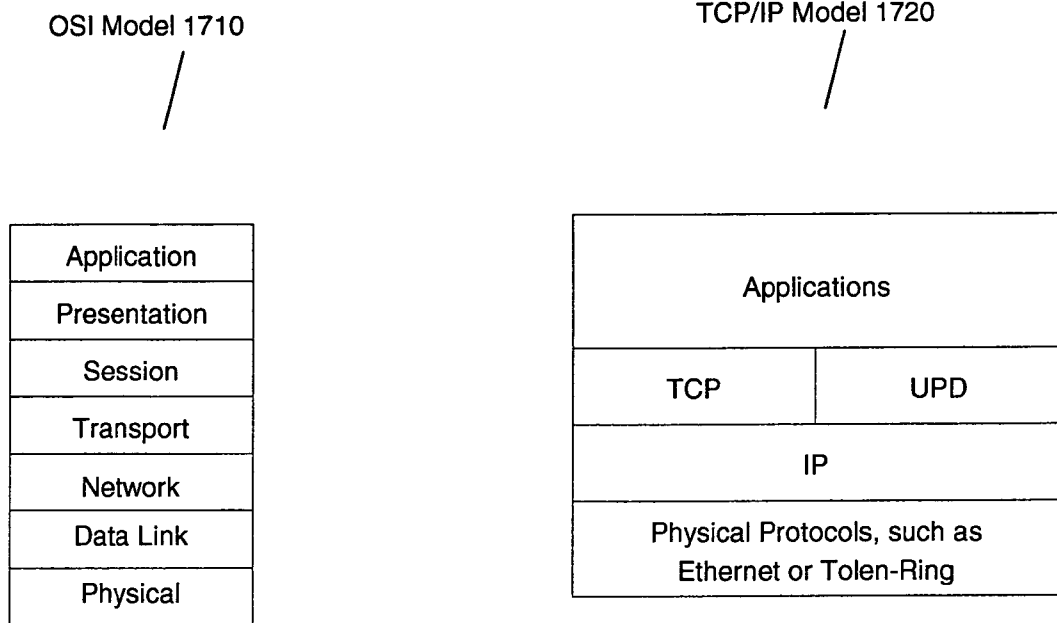 OSI Model 1710
TCP/IP Model 1720
Application
Presentation
Session
Transport
Network
Data Link
Physical
Applications
TCP
UPD
IP
Physical Protocols, such as
Ethernet or Tolen-Ring